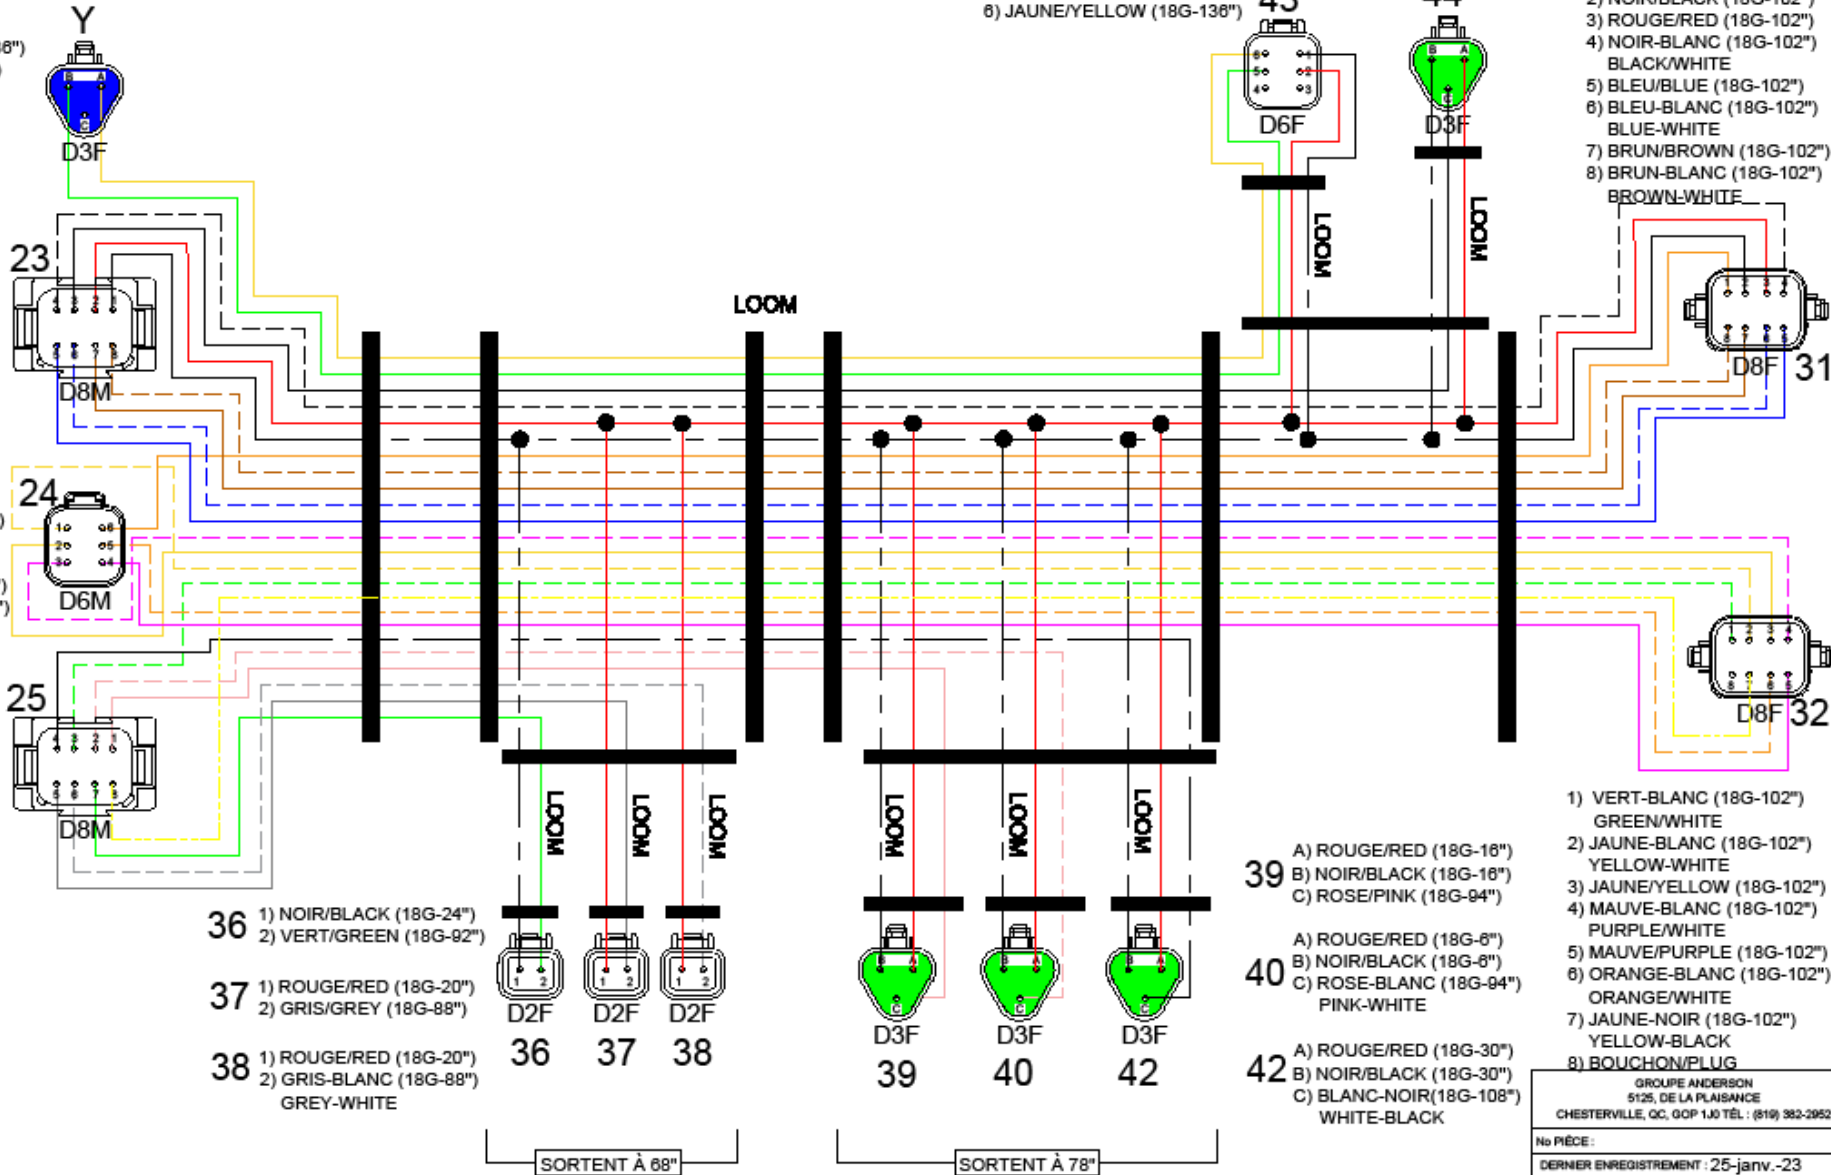 Y
D3F
23
D8M
24
D6M
25
D8M
6) JAUNE/YELLOW (18G-136")
D6F
D3F
LOOM
LOOM
LOOM
3) ROUGE/RED (18G-102")
4) NOIR-BLANC (18G-102")
BLACK/WHITE
5) BLEU/BLUE (18G-102")
6) BLEU-BLANC (18G-102")
BLUE-WHITE
7) BRUN/BROWN (18G-102")
8) BRUN-BLANC (18G-102")
BROWN-WHITE
D8F 31
D8F 32
LOOM
LOOM
LOOM
LOOM
LOOM
LOOM
36 1) NOIR/BLACK (18G-24")
2) VERT/GREEN (18G-92")
37 1) ROUGE/RED (18G-20")
2) GRIS/GREY (18G-88")
38 1) ROUGE/RED (18G-20")
2) GRIS-BLANC (18G-88")
GREY-WHITE
D2F D2F D2F
36 37 38
D3F D3F D3F
39 40 42
39 A) ROUGE/RED (18G-16")
B) NOIR/BLACK (18G-16")
C) ROSE/PINK (18G-94")
40 A) ROUGE/RED (18G-6")
B) NOIR/BLACK (18G-6")
C) ROSE-BLANC (18G-94")
PINK-WHITE
42 A) ROUGE/RED (18G-30")
B) NOIR/BLACK (18G-30")
C) BLANC-NOIR(18G-108")
WHITE-BLACK
1) VERT-BLANC (18G-102")
GREEN/WHITE
2) JAUNE-BLANC (18G-102")
YELLOW-WHITE
3) JAUNE/YELLOW (18G-102")
4) MAUVE-BLANC (18G-102")
PURPLE/WHITE
5) MAUVE/PURPLE (18G-102")
6) ORANGE-BLANC (18G-102")
ORANGE/WHITE
7) JAUNE-NOIR (18G-102")
YELLOW-BLACK
8) BOUCHON/PLUG
SORTENT À 68"
SORTENT À 78"
GROUPE ANDERSON
5125, DE LA PLAISANCE
CHESTERVILLE, QC, GOP 1J0 TÉL : (819) 382-2952
No PIÈCE :
DERNIER ENREGISTREMENT : 25-janv.-23